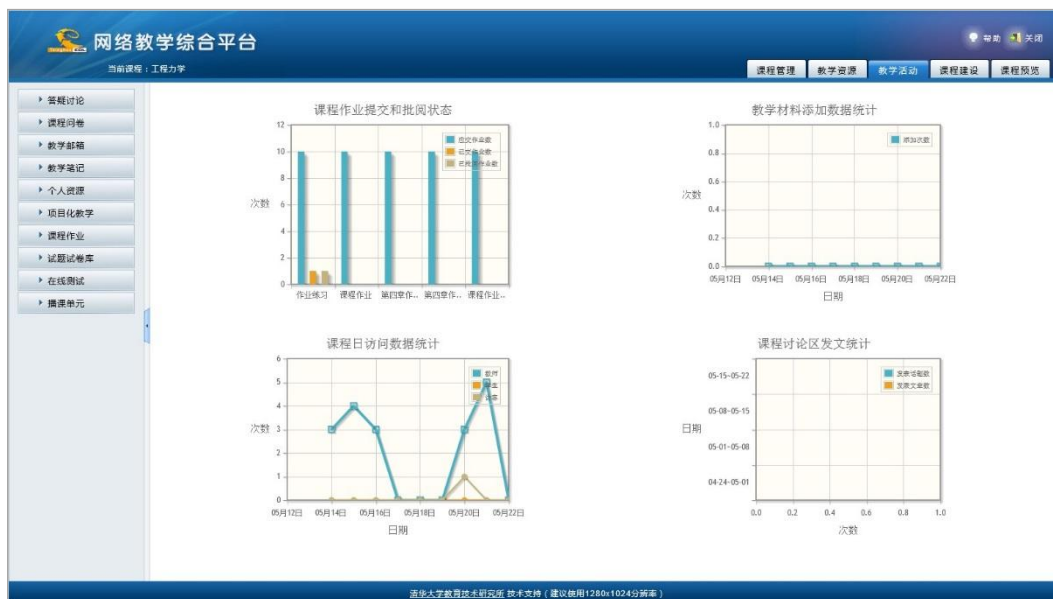 网络教学综合平台
帮助 关闭
当前课程：工程力学
课程管理 教学资源 教学活动 课程建设 课程预览
答疑讨论
课程问卷
教学邮箱
教学笔记
个人资源
项目化教学
课程作业
试题试卷库
在线测试
播课单元
课程作业提交和批阅状态
12
10
8
6
4
2
0
次数
应交作业数
已交作业数
已批阅作业数
作业练习 课程作业 第四章作.. 第四章作.. 课程作业..
教学材料添加数据统计
1.0
0.8
0.6
0.4
0.2
0.0
次数
添加次数
05月12日 05月14日 05月16日 05月18日 05月20日 05月22日
日期
课程日访问数据统计
6
5
4
3
2
1
0
次数
教师
学生
访客
05月12日 05月14日 05月16日 05月18日 05月20日 05月22日
日期
课程讨论区发文统计
05-15-05-22
05-08-05-15
05-01-05-08
04-24-05-01
日期
发表话题数
发表文章数
0.0 0.2 0.4 0.6 0.8 1.0
次数
清华大学教育技术研究所 技术支持（建议使用1280x1024分辨率）